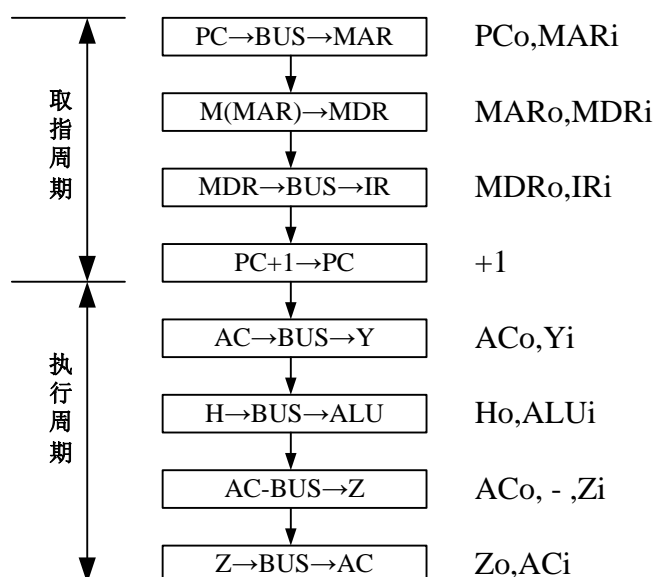 PC→BUS→MAR PCo,MARi
M(MAR)→MDR MARo,MDRi
取指周期
MDR→BUS→IR MDRo,IRi
PC+1→PC +1
AC→BUS→Y ACo,Yi
执行周期
H→BUS→ALU Ho,ALUi
AC-BUS→Z ACo, - ,Zi
Z→BUS→AC Zo,ACi